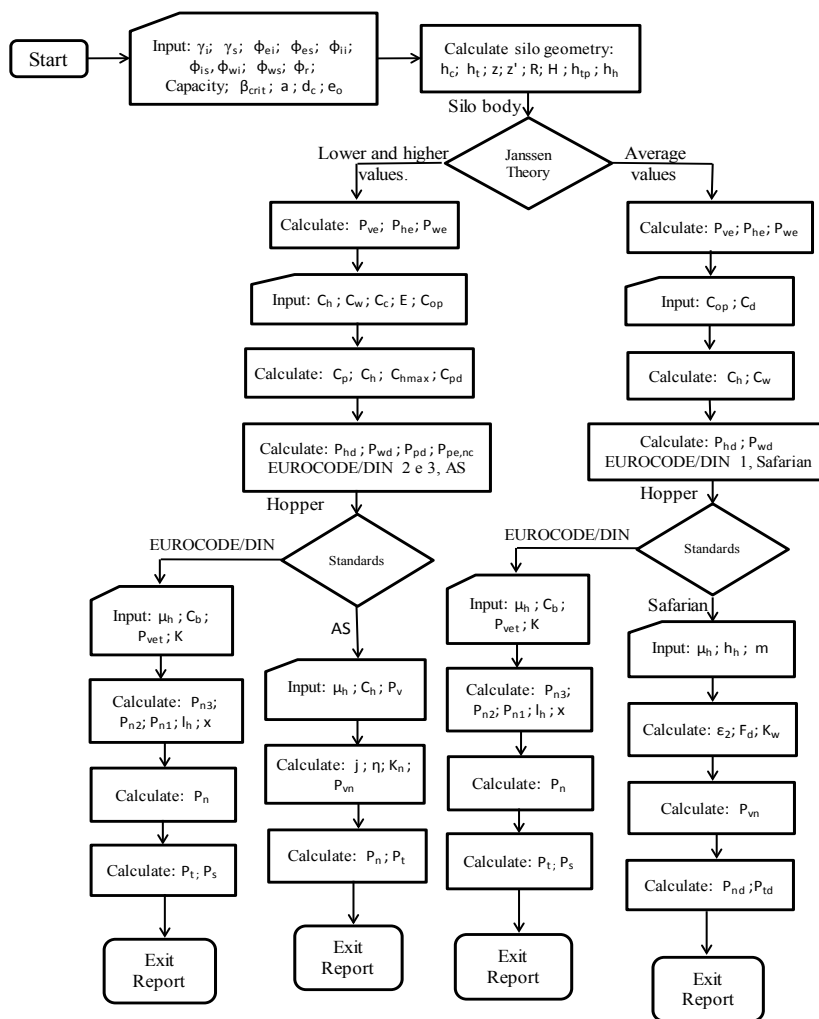 Start
Input: γi ; γs ; ϕei ; ϕes ; ϕii ;
ϕis, ϕwi ; ϕws ; ϕr ;
Capacity; βcrit ; a ; dc ; eo
Calculate silo geometry:
hc; ht ; z; z' ; R; H ; htp ; hh
Silo body
Janssen
Theory
Lower and higher
values.
Average
values
Calculate: Pve ; Phe ; Pwe
Input: Ch ; Cw ; Cc ; E ; Cop
Calculate: Cp ; Ch ; Chmax ; Cpd
Calculate: Phd ; Pwd ; Ppd ; Ppe,nc
EUROCODE/DIN 2 e 3, AS
Hopper
Standards
EUROCODE/DIN
AS
Input: μh ; Cb ;
Pvet ; K
Calculate: Pn3;
Pn2; Pn1 ; lh ; x
Calculate: Pn
Calculate: Pt ; Ps
Exit
Report
Input: μh ; Ch ; Pv
Calculate: j ; η; Kn ;
Pvn
Calculate: Pn ; Pt
Exit
Report
Calculate: Pve ; Phe ; Pwe
Input: Cop ; Cd
Calculate: Ch ; Cw
Calculate: Phd ; Pwd
EUROCODE/DIN 1, Safarian
Hopper
Standards
EUROCODE/DIN
Safarian
Input: μh ; Cb ;
Pvet ; K
Calculate: Pn3;
Pn2; Pn1 ; lh ; x
Calculate: Pn
Calculate: Pt ; Ps
Exit
Report
Input: μh ; hh ; m
Calculate: ε2 ; Fd ; Kw
Calculate: Pvn
Calculate: Pnd ;Ptd
Exit
Report